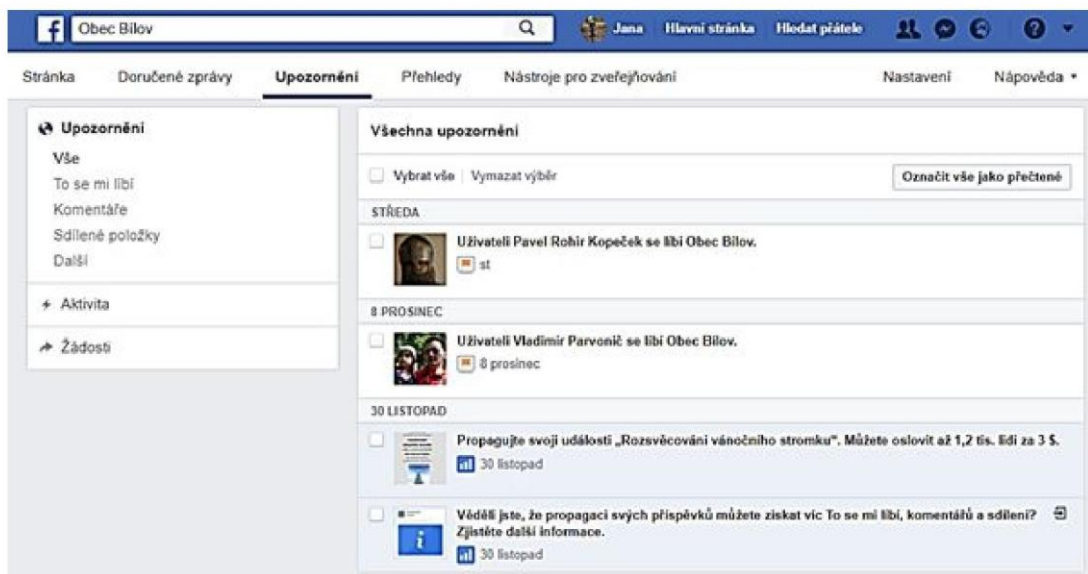 f Obec Bílov Jana Hlavní stránka Hledat přátele
Stránka Doručené zprávy Upozornění Přehledy Nástroje pro zveřejňování Nastavení Nápověda
Upozornění
Vše
To se mi líbí
Komentáře
Sdílené položky
Další
Aktivita
Žádosti
Všechna upozornění
Vybrat vše Vymazat výběr Označit vše jako přečtené
STŘEDA
Uživateli Pavel Rohir Kopeček se líbí Obec Bílov.
st
8 PROSINEC
Uživateli Vladimír Parvonič se líbí Obec Bílov.
8 prosinec
30 LISTOPAD
Propagujte svoji události „Rozsvěcování vánočního stromku“. Můžete oslovit až 1,2 tis. lidí za 3 $.
30 listopad
Věděli jste, že propagací svých příspěvků můžete získat víc To se mi líbí, komentářů a sdílení?
Zjistěte další informace.
30 listopad